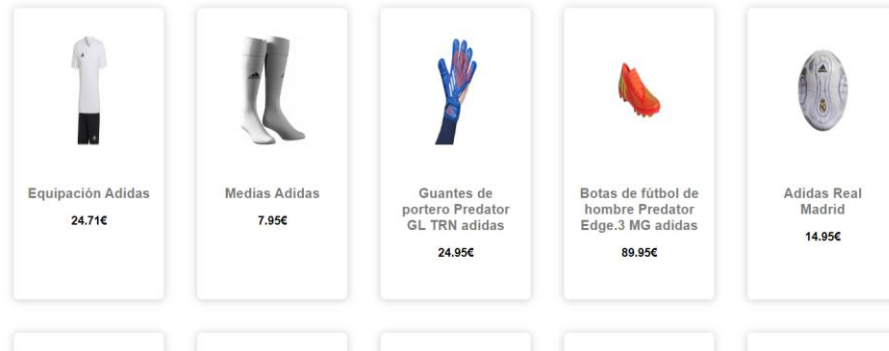 Equipación Adidas
24.71€
Medias Adidas
7.95€
Guantes de
portero Predator
GL TRN adidas
24.95€
Botas de fútbol de
hombre Predator
Edge.3 MG adidas
89.95€
Adidas Real
Madrid
14.95€